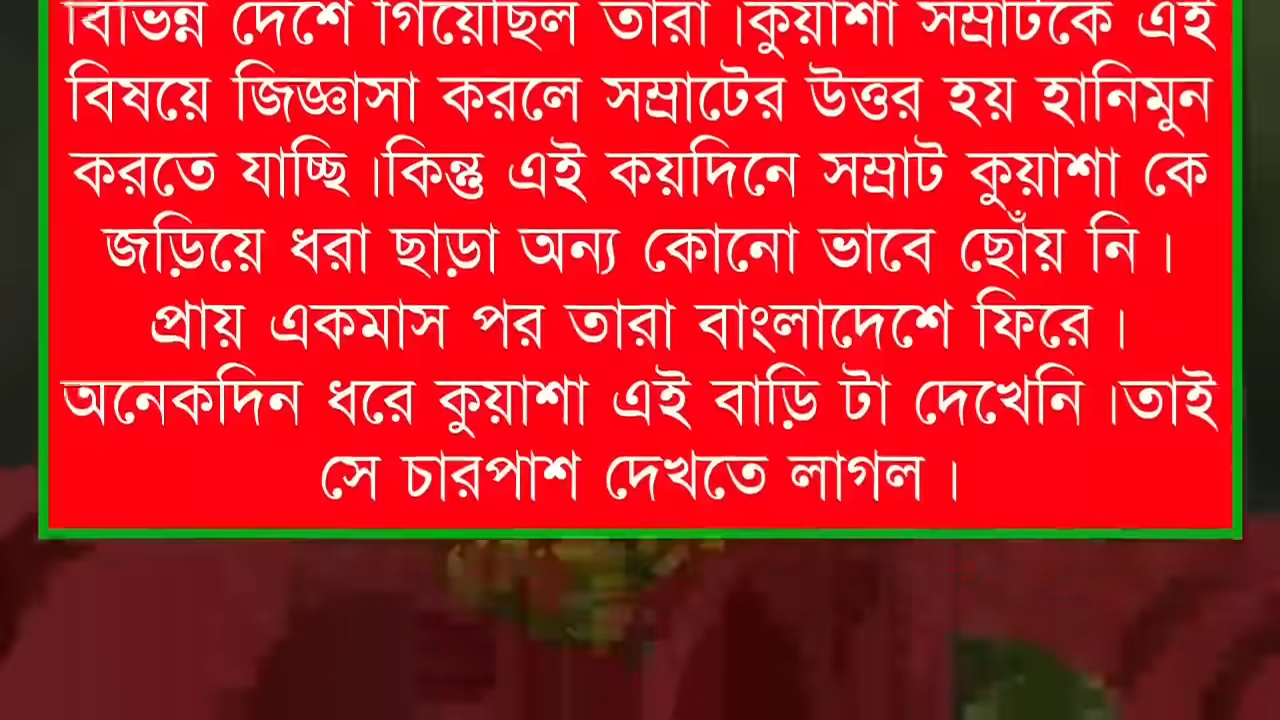 বিভিন্ন দেশে গিয়েছিল তারা।কুয়াশা সম্রাটকে এই
বিষয়ে জিজ্ঞাসা করলে সম্রাটের উত্তর হয় হানিমুন
করতে যাচ্ছি।কিন্তু এই কয়দিনে সম্রাট কুয়াশা কে
জড়িয়ে ধরা ছাড়া অন্য কোনো ভাবে ছোঁয় নি।
প্রায় একমাস পর তারা বাংলাদেশে ফিরে।
অনেকদিন ধরে কুয়াশা এই বাড়ি টা দেখেনি।তাই
সে চারপাশ দেখতে লাগল।